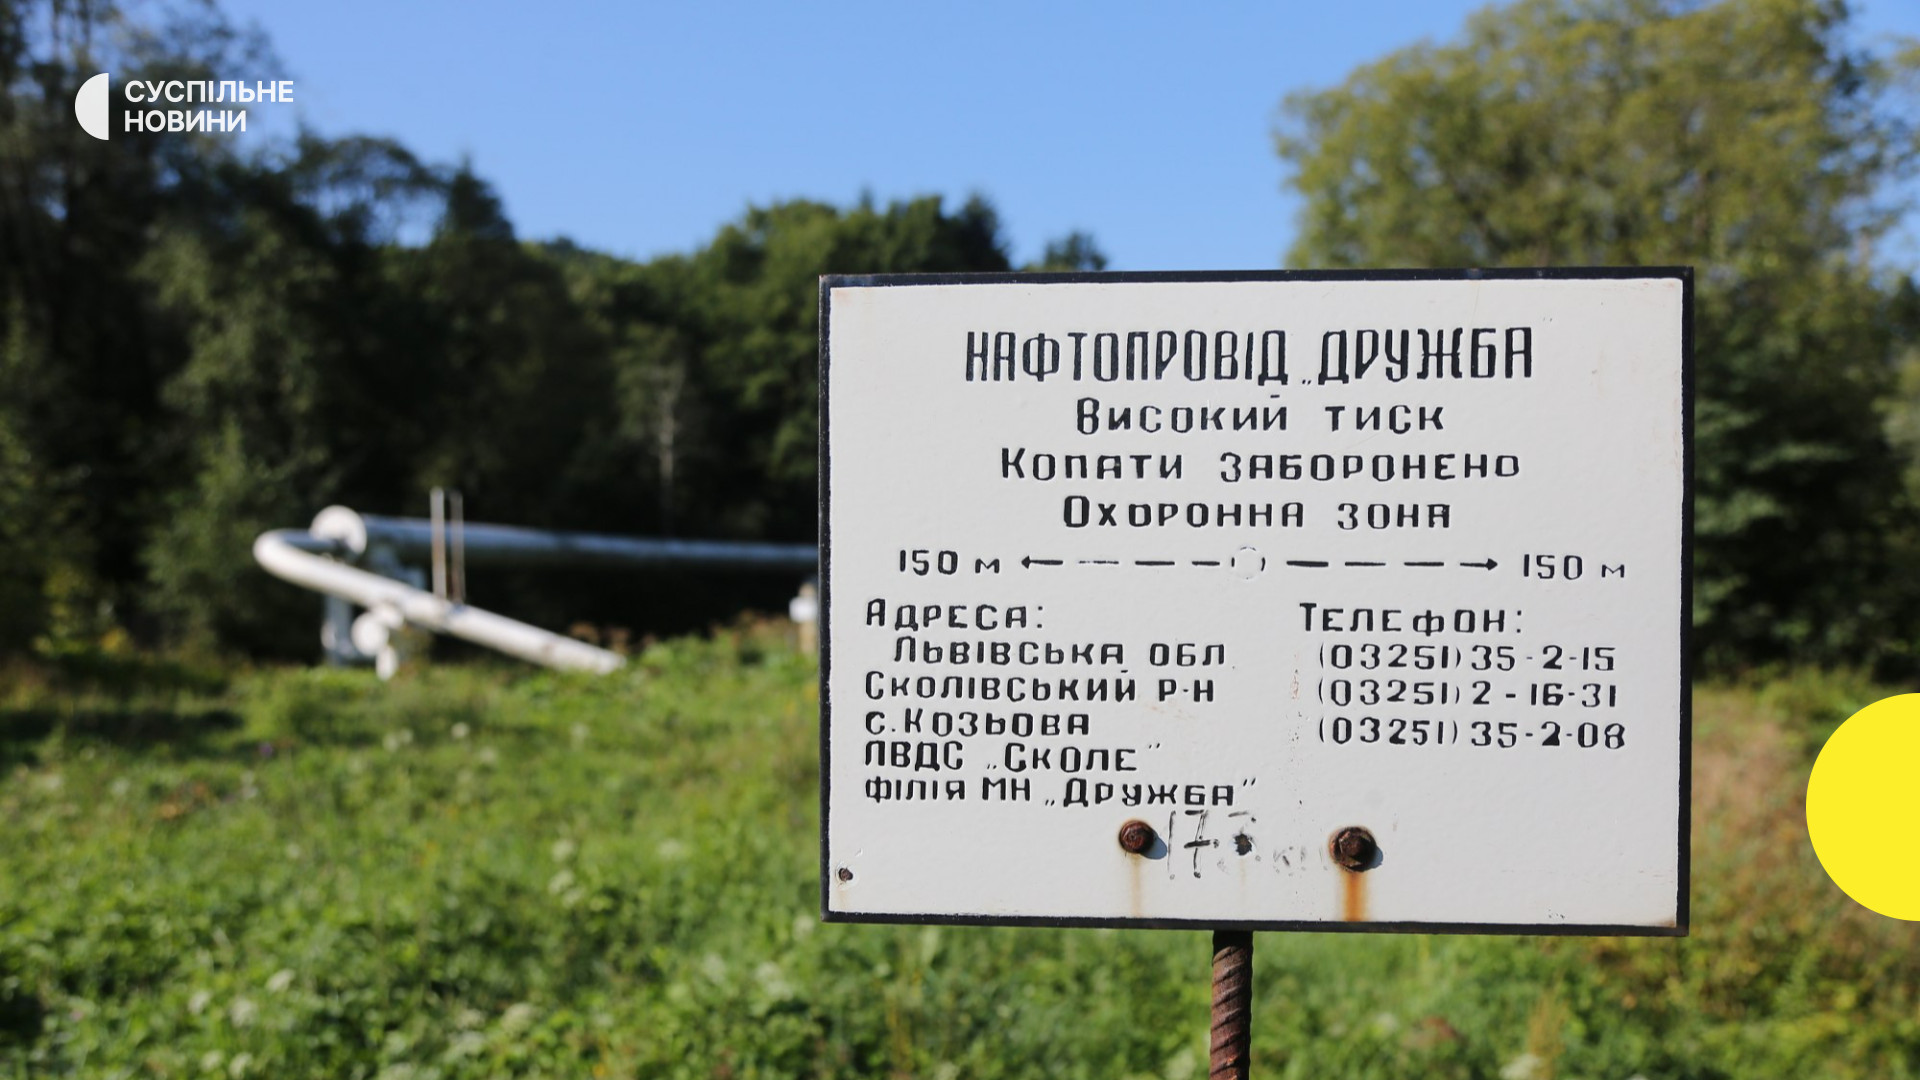 СУСПІЛЬНЕ
НОВИНИ
НАФТОПРОВІД „ДРУЖБА
ВИСОКИЙ ТИСК
КОПАТИ ЗАБОРОНЕНО
ОХОРОННА ЗОНА
150 м 150 м
АДРЕСА:
ЛЬВІВСЬКА ОБЛ.
СКОЛІВСЬКИЙ Р-Н
с. КОЗЬОВА
ЛВДС „СКОЛЕ"
ФІЛІЯ МН „ДРУЖБА"
ТЕЛЕФОН:
(03251) 35-2-15
(03251) 2-16-31
(03251) 35-2-08